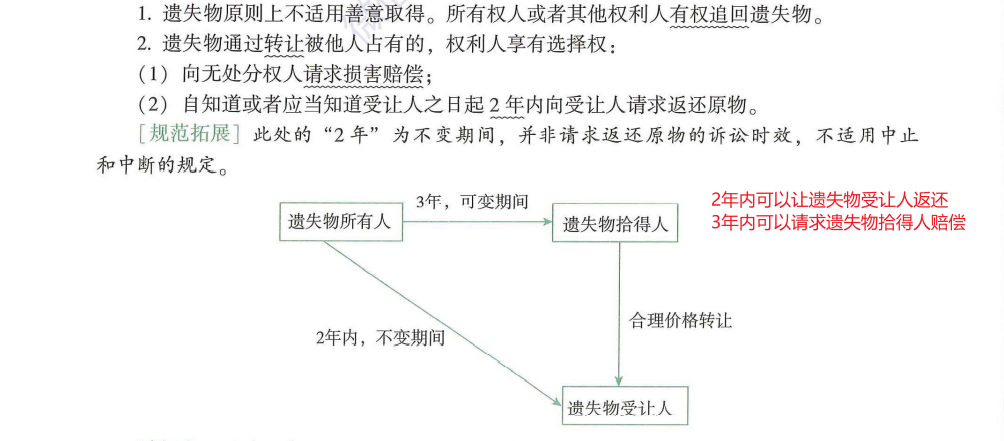 1. 遗失物原则上不适用善意取得。所有权人或者其他权利人有权追回遗失物。
2. 遗失物通过转让被他人占有的，权利人享有选择权：
（1）向无处分权人请求损害赔偿；
（2）自知道或者应当知道受让人之日起 2 年内向受让人请求返还原物。
［规范拓展］此处的“2 年”为不变期间，并非请求返还原物的诉讼时效，不适用中止
和中断的规定。
3年，可变期间
2年内可以让遗失物受让人返还
遗失物所有人
遗失物拾得人
3年内可以请求遗失物拾得人赔偿
合理价格转让
2年内，不变期间
遗失物受让人